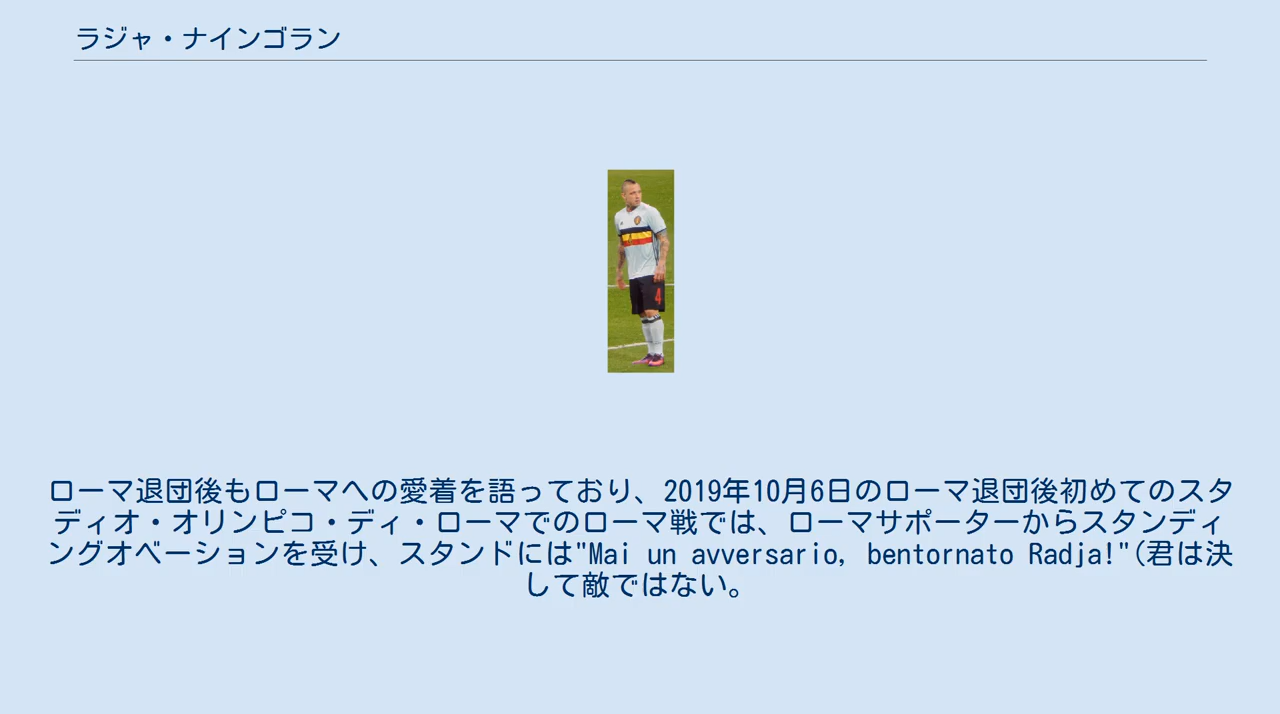 ラジャ・ナインゴラン
4
ローマ退団後もローマへの愛着を語っており、2019年10月6日のローマ退団後初めてのスタ
ディオ・オリンピコ・ディ・ローマでのローマ戦では、ローマサポーターからスタンディ
ングオベーションを受け、スタンドには"Mai un avversario, bentornato Radja!"(君は決
して敵ではない。